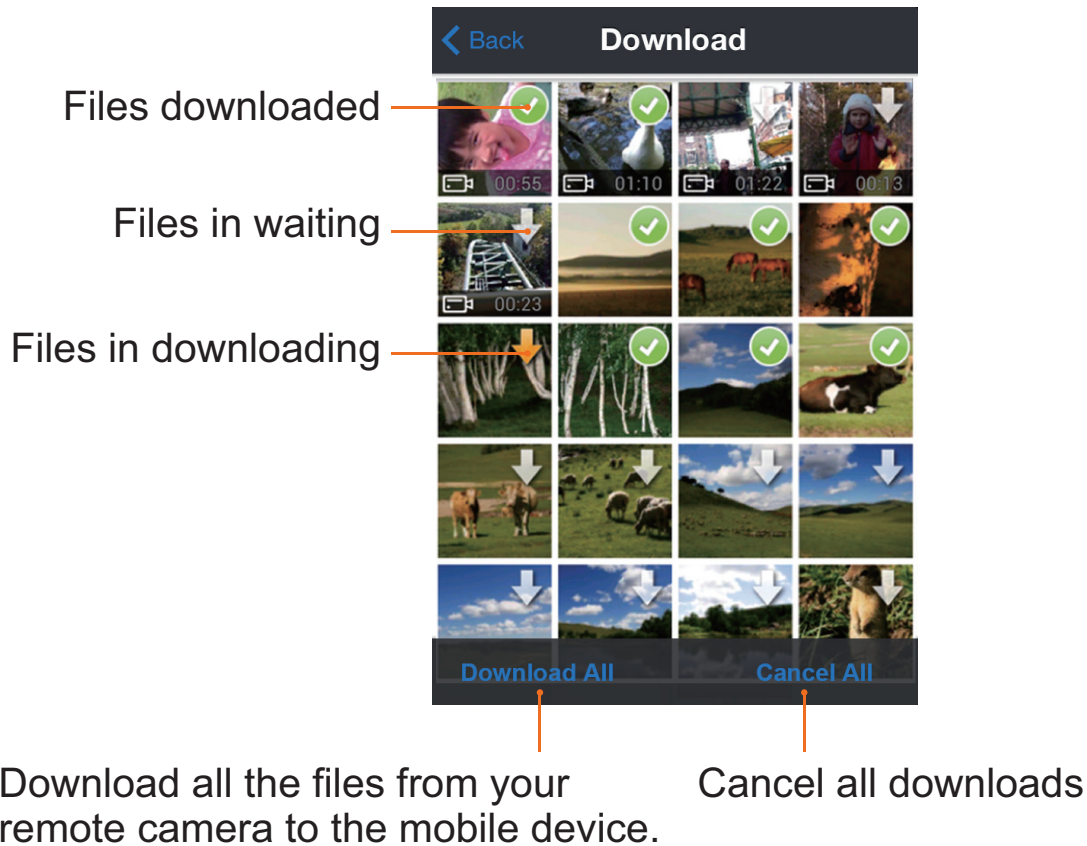 Back
Download
Files downloaded
00:55
01:10
01:22
00:13
Files in waiting
00:23
Files in downloading
Download All
Cancel All
Download all the files from your
remote camera to the mobile device.
Cancel all downloads